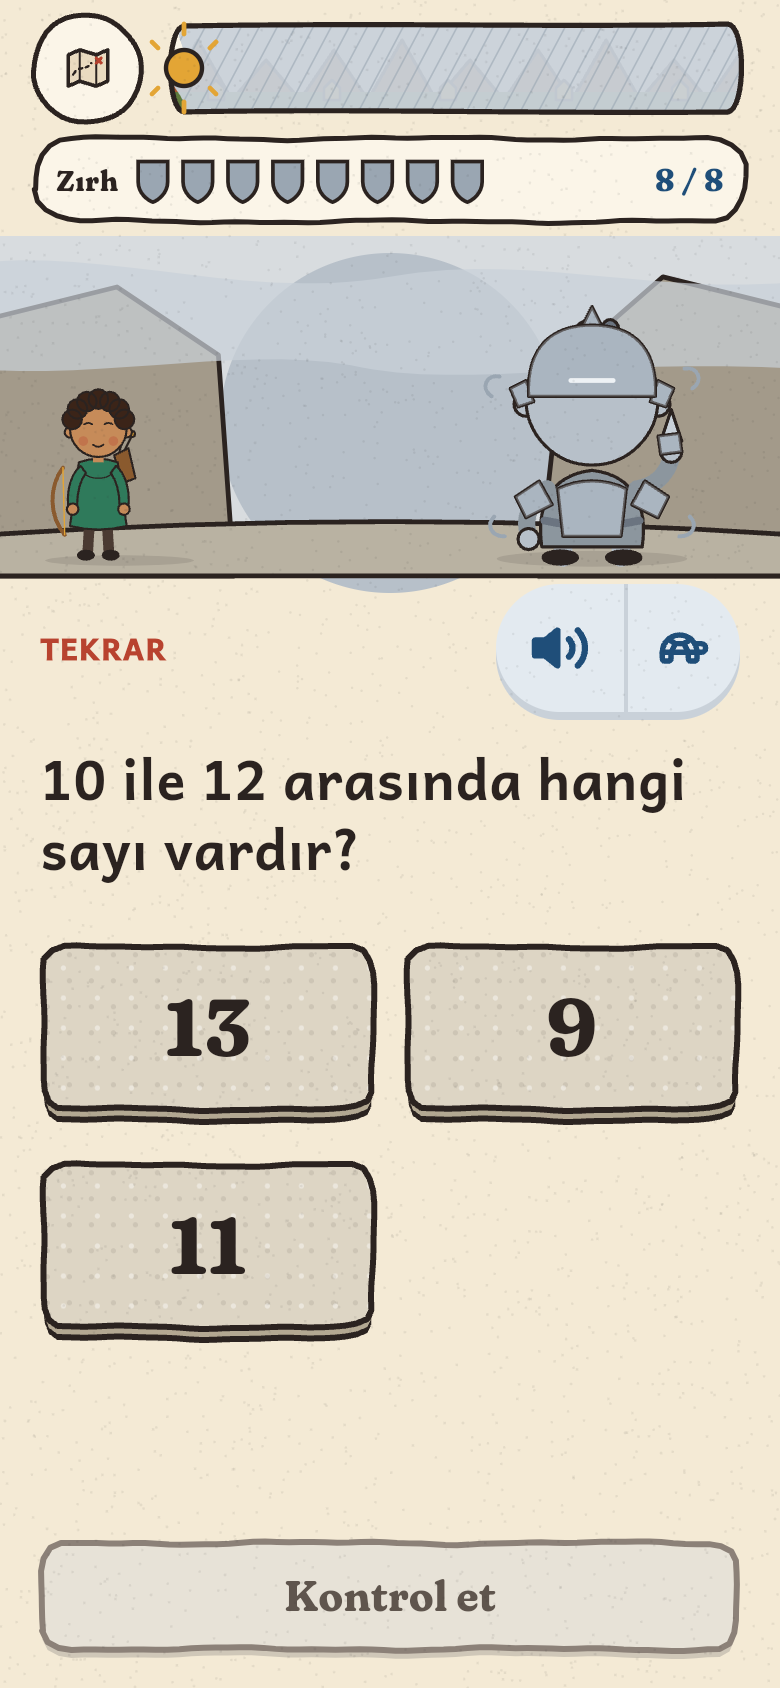 Zırh 8 / 8
TEKRAR
10 ile 12 arasında hangi
sayı vardır?
13 9
11
Kontrol et